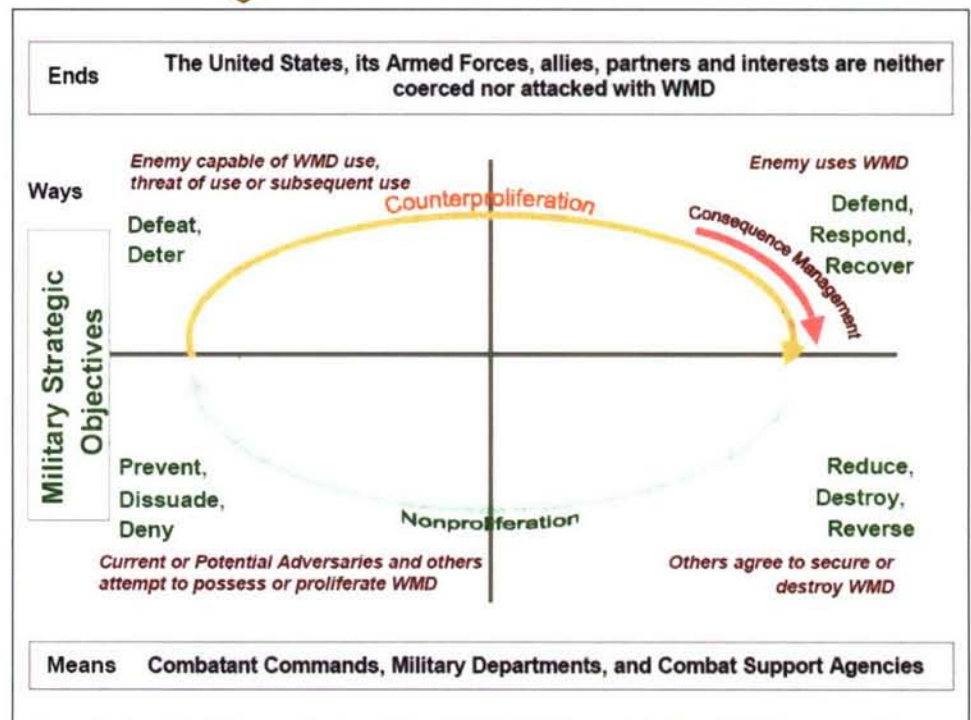 Ends
The United States, its Armed Forces, allies, partners and interests are neither
coerced nor attacked with WMD
Ways
Enemy capable of WMD use,
threat of use or subsequent use
Enemy uses WMD
Counterproliferation
Consequence Management
Defeat,
Deter
Defend,
Respond,
Recover
Military Strategic
Objectives
Prevent,
Dissuade,
Deny
Reduce,
Destroy,
Reverse
Nonproliferation
Current or Potential Adversaries and others
attempt to possess or proliferate WMD
Others agree to secure or
destroy WMD
Means Combatant Commands, Military Departments, and Combat Support Agencies